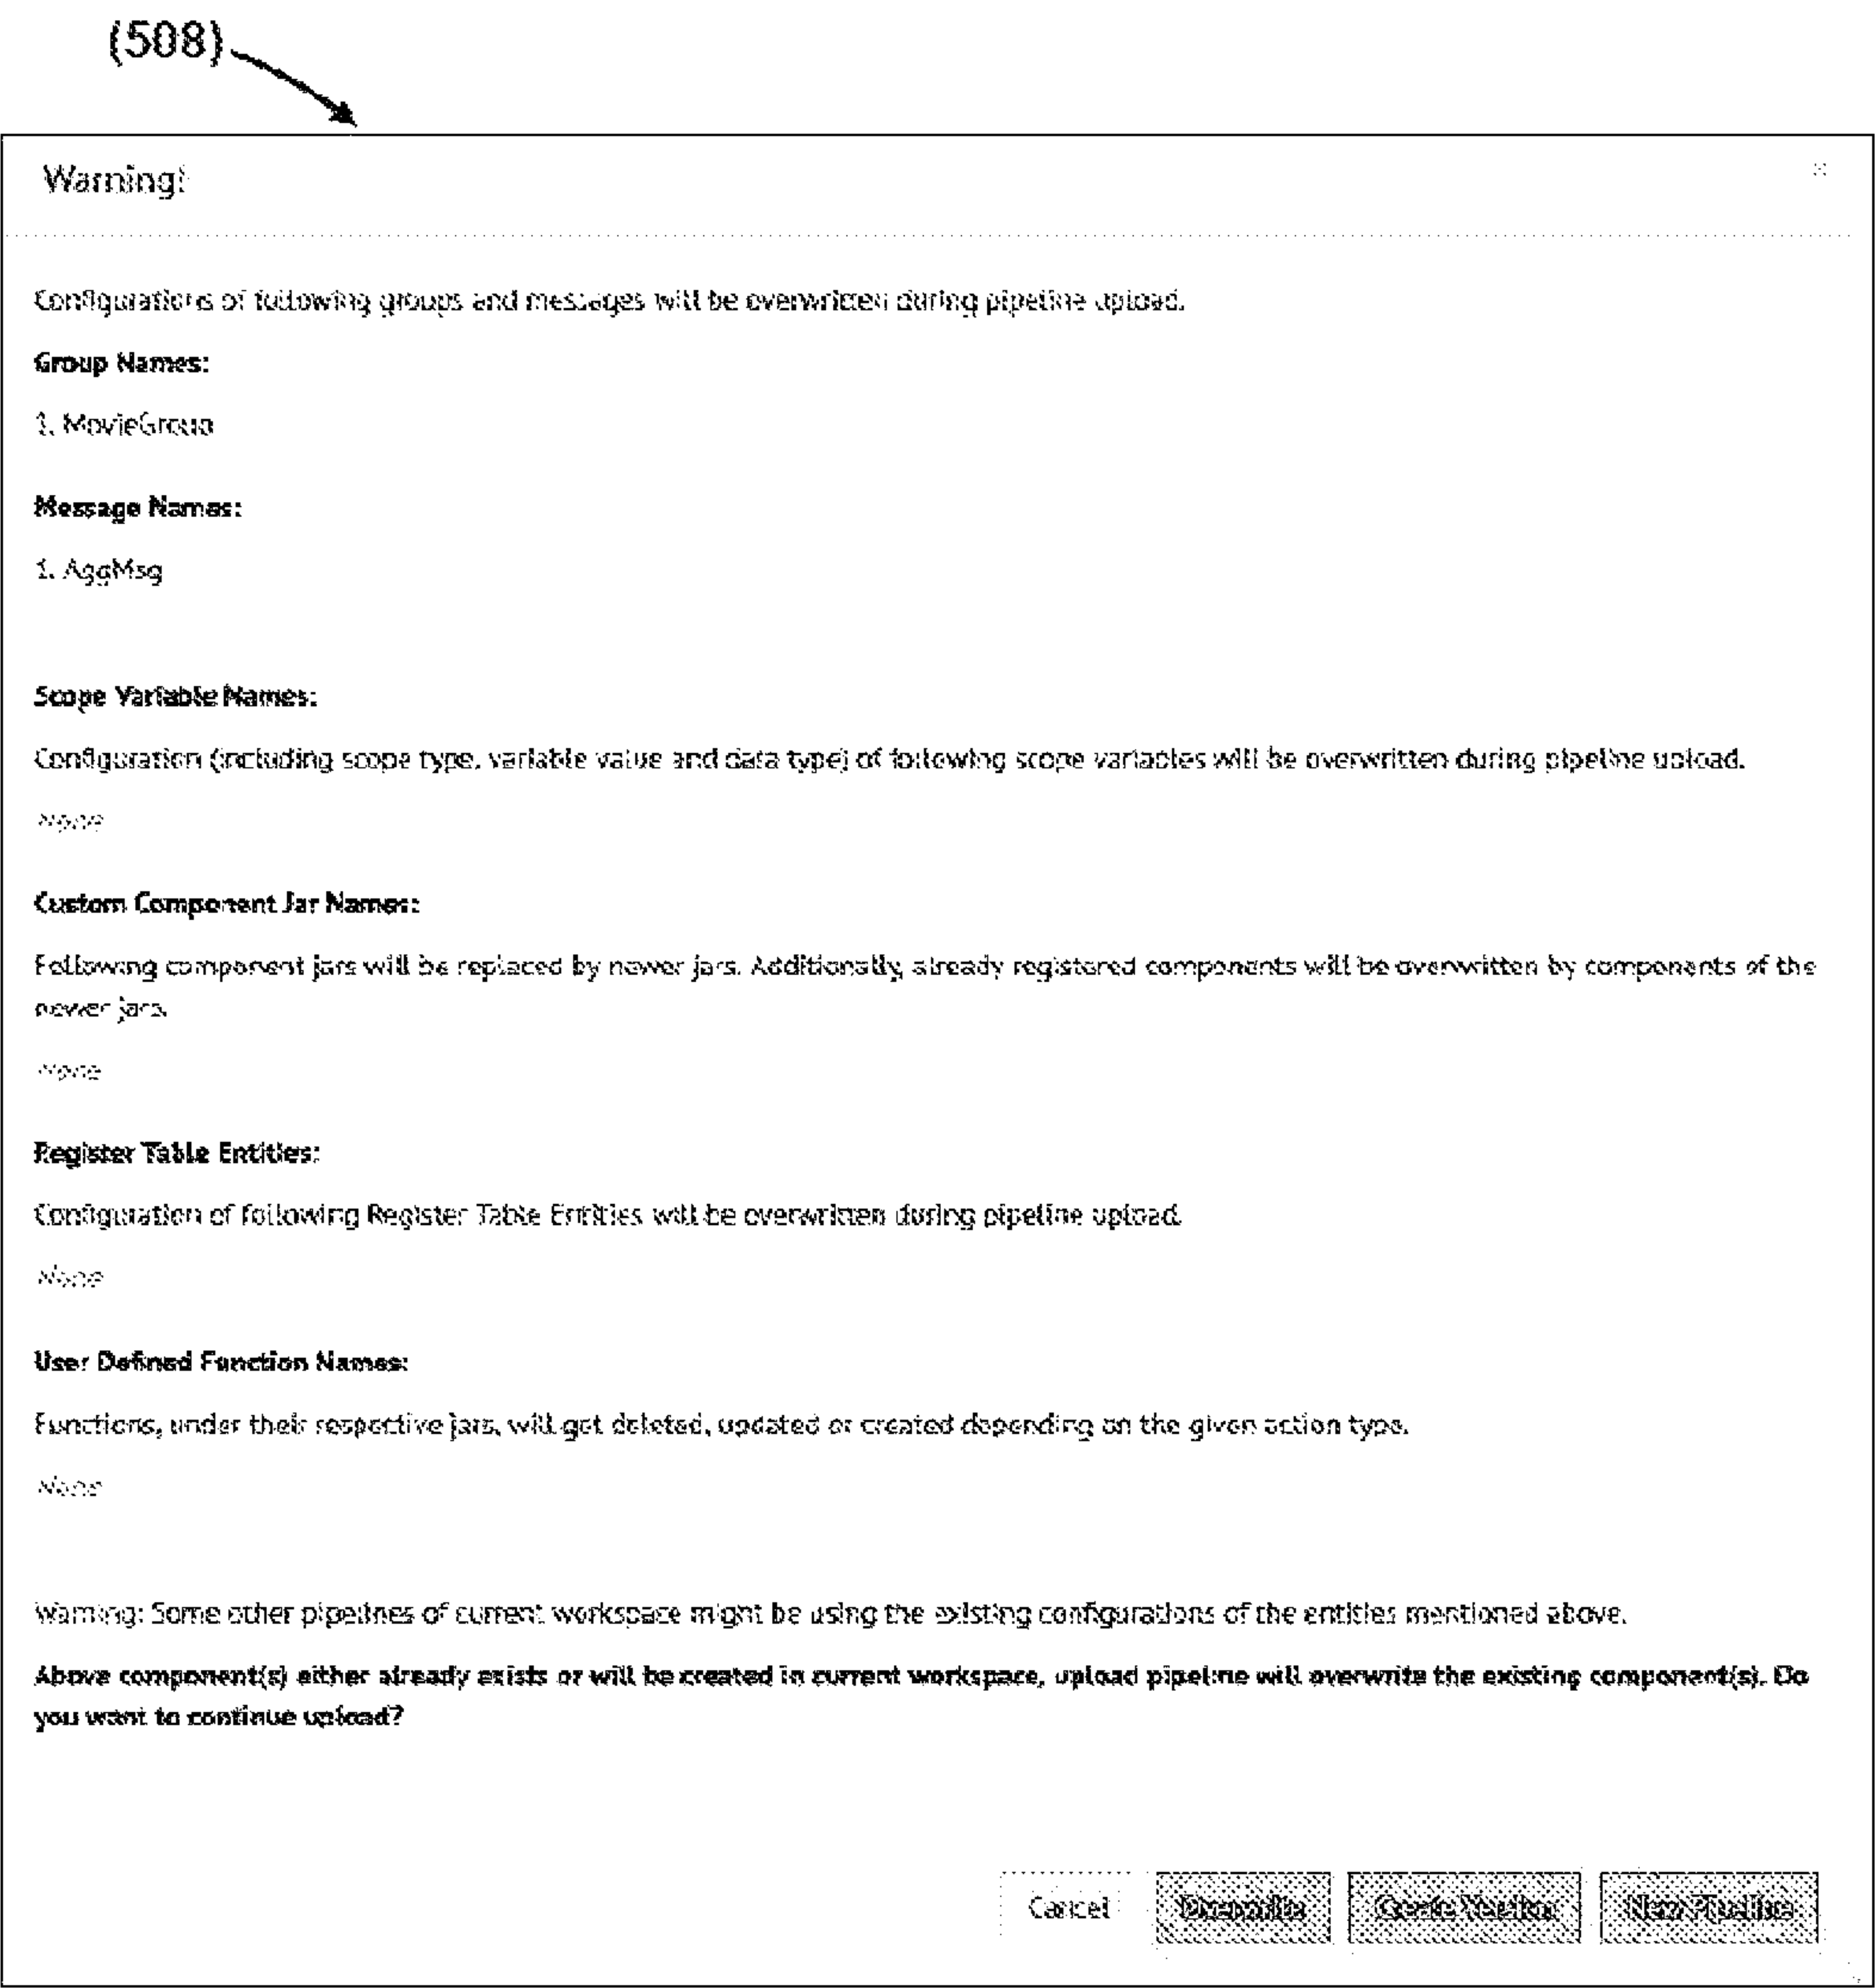 (508)
Warning!
Configurations of following groups and messages will be overwritten during pipeline upload.
Group Names:
1. MovieGroup
Message Names:
1. AggMsg
Scope Variable Names:
Configuration (including scope type, variable value and data type) of following scope variables will be overwritten during pipeline upload.
None
Custom Component Jar Names:
Following component jars will be replaced by newer jars. Additionally, already registered components will be overwritten by components of the
newer jars.
None
Register Table Entities:
Configuration of following Register Table Entities will be overwritten during pipeline upload.
None
User Defined Function Names:
Functions, under their respective jars, will get deleted, updated or created depending on the given action type.
None
Warning: Some other pipelines of current workspace might be using the existing configurations of the entities mentioned above.
Above component(s) either already exists or will be created in current workspace, upload pipeline will overwrite the existing component(s). Do
you want to continue upload?
Cancel Overwrite Create Version New Pipeline